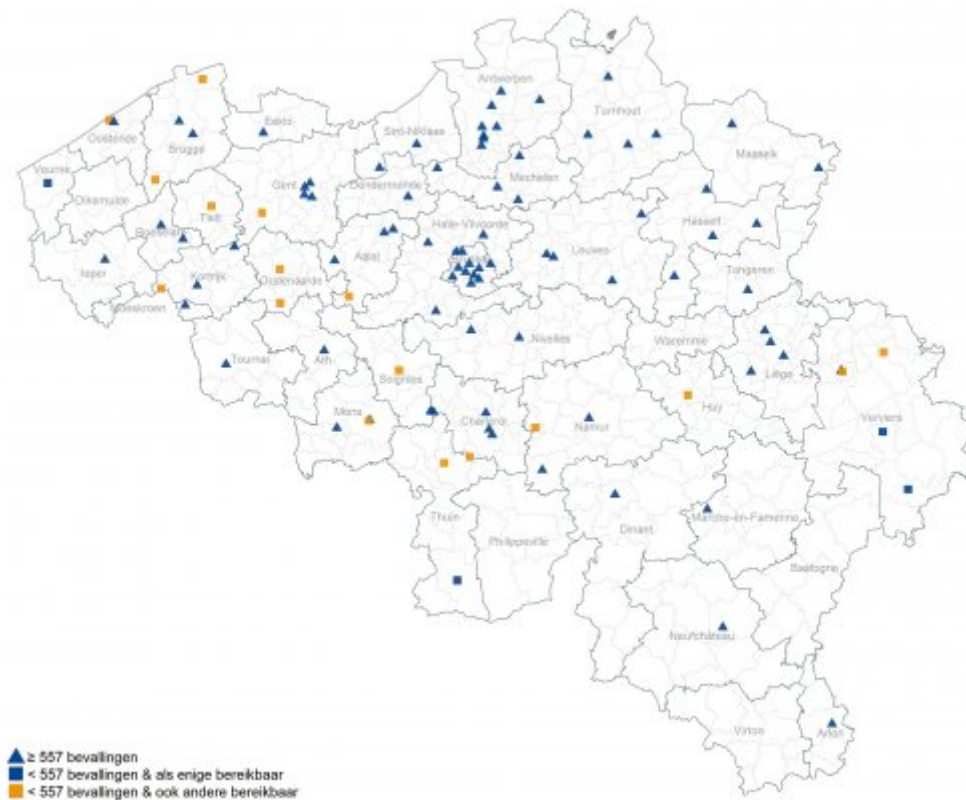 Antwerpen
Turnhout
Eeklo
Sint-Niklaas
Oostende
Brugge
Maaseik
Veurne
Mechelen
Gent
Dendermonde
Diksmuide
Tielt
Halle-Vilvoorde
Hasselt
Roeselare
Leuven
Aalst
Ieper
Kortrijk
Oudenaarde
Tongeren
Moeskroen
Nivelles
Waremme
Tournai
Ath
Liège
Soignies
Huy
Mons
Charleroi
Namur
Verviers
Thuin
Marche-en-Famenne
Dinant
Philippeville
Bastogne
Neufchâteau
Virton
Arlon
≥ 557 bevallingen
< 557 bevallingen & als enige bereikbaar
< 557 bevallingen & ook andere bereikbaar